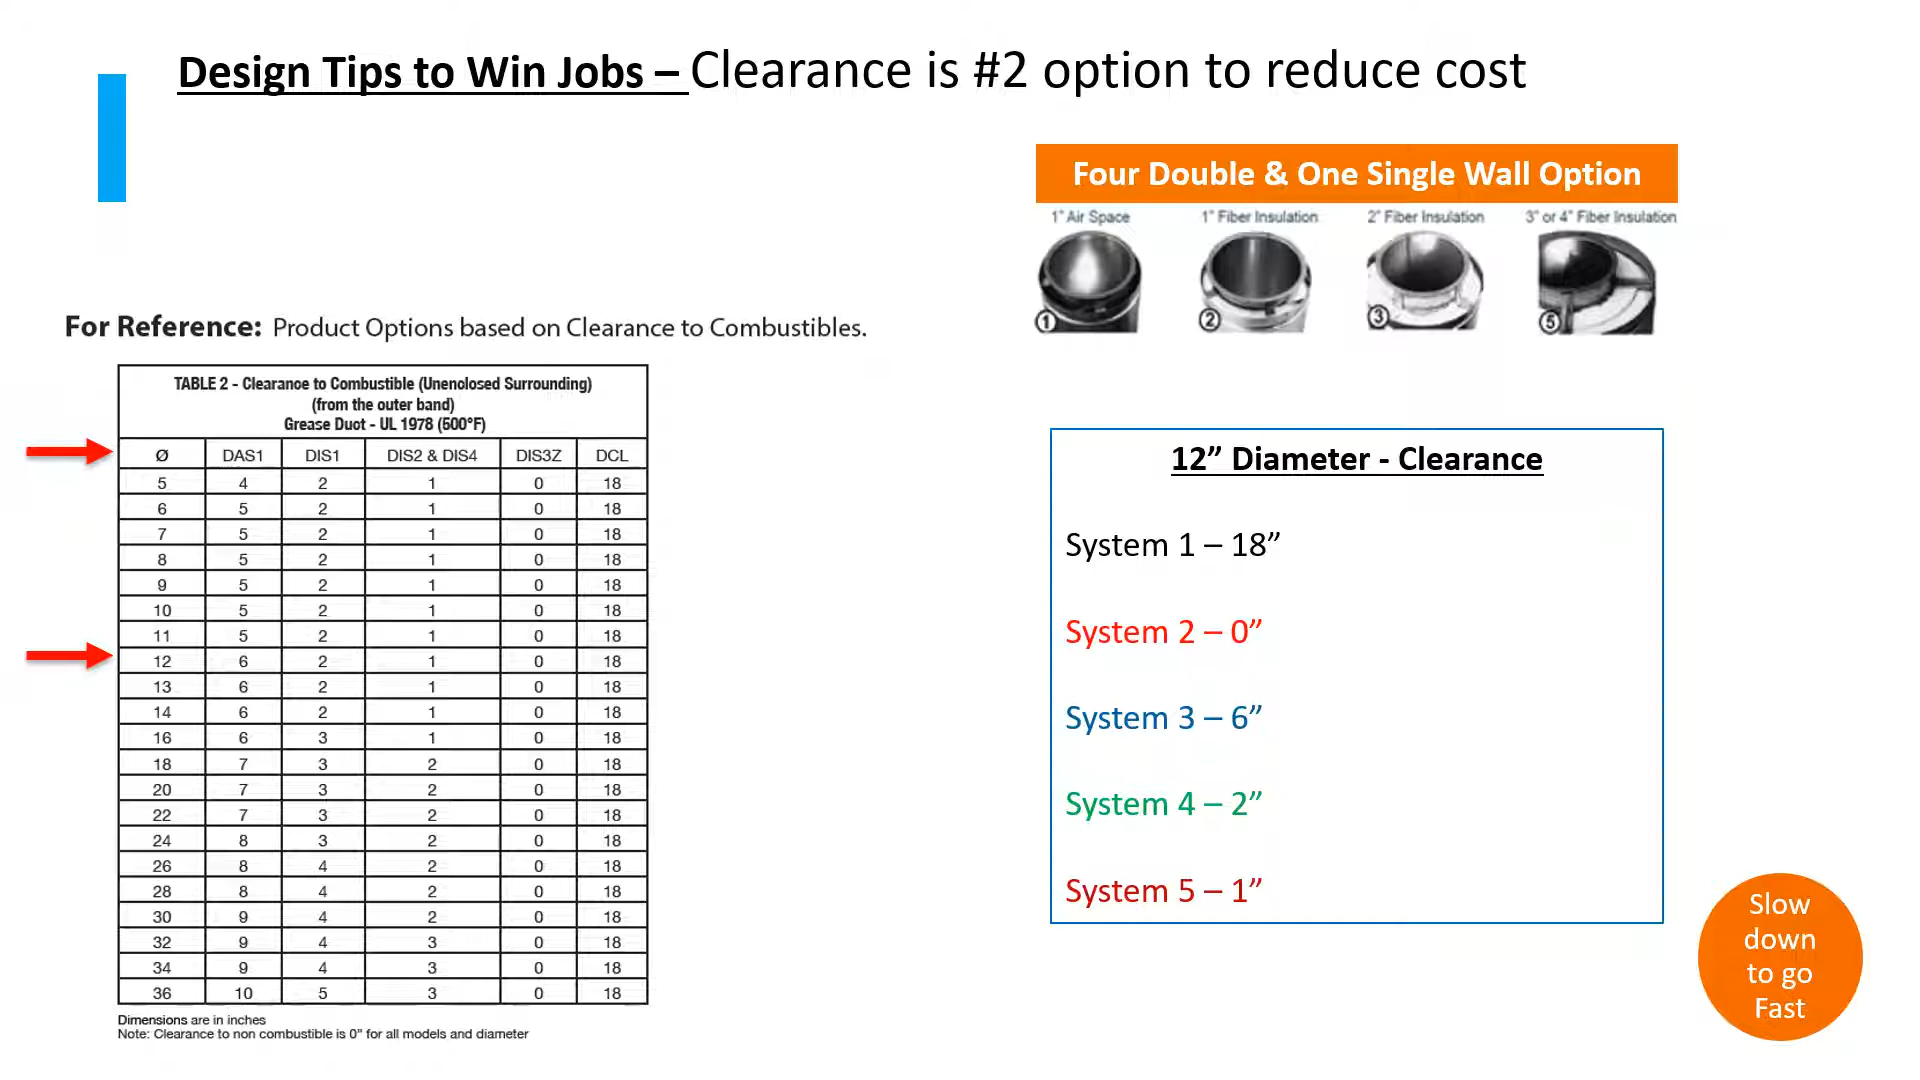 Design Tips to Win Jobs – Clearance is #2 option to reduce cost
Four Double & One Single Wall Option
1" Air Space 1" Fiber Insulation 2" Fiber Insulation 3" or 4" Fiber Insulation
① ② ③ ⑤
For Reference: Product Options based on Clearance to Combustibles.
TABLE 2 - Clearance to Combustible (Unenclosed Surrounding)
(from the outer band)
Grease Duct - UL 1978 (500°F)
Ø DAS1 DIS1 DIS2 & DIS4 DIS3Z DCL
5 4 2 1 0 18
6 5 2 1 0 18
7 5 2 1 0 18
8 5 2 1 0 18
9 5 2 1 0 18
10 5 2 1 0 18
11 5 2 1 0 18
12 6 2 1 0 18
13 6 2 1 0 18
14 6 2 1 0 18
16 6 3 1 0 18
18 7 3 2 0 18
20 7 3 2 0 18
22 7 3 2 0 18
24 8 3 2 0 18
26 8 4 2 0 18
28 8 4 2 0 18
30 9 4 2 0 18
32 9 4 3 0 18
34 9 4 3 0 18
36 10 5 3 0 18
Dimensions are in inches
Note: Clearance to non combustible is 0" for all models and diameter
12” Diameter - Clearance
System 1 – 18”
System 2 – 0”
System 3 – 6”
System 4 – 2”
System 5 – 1”
Slow
down
to go
Fast